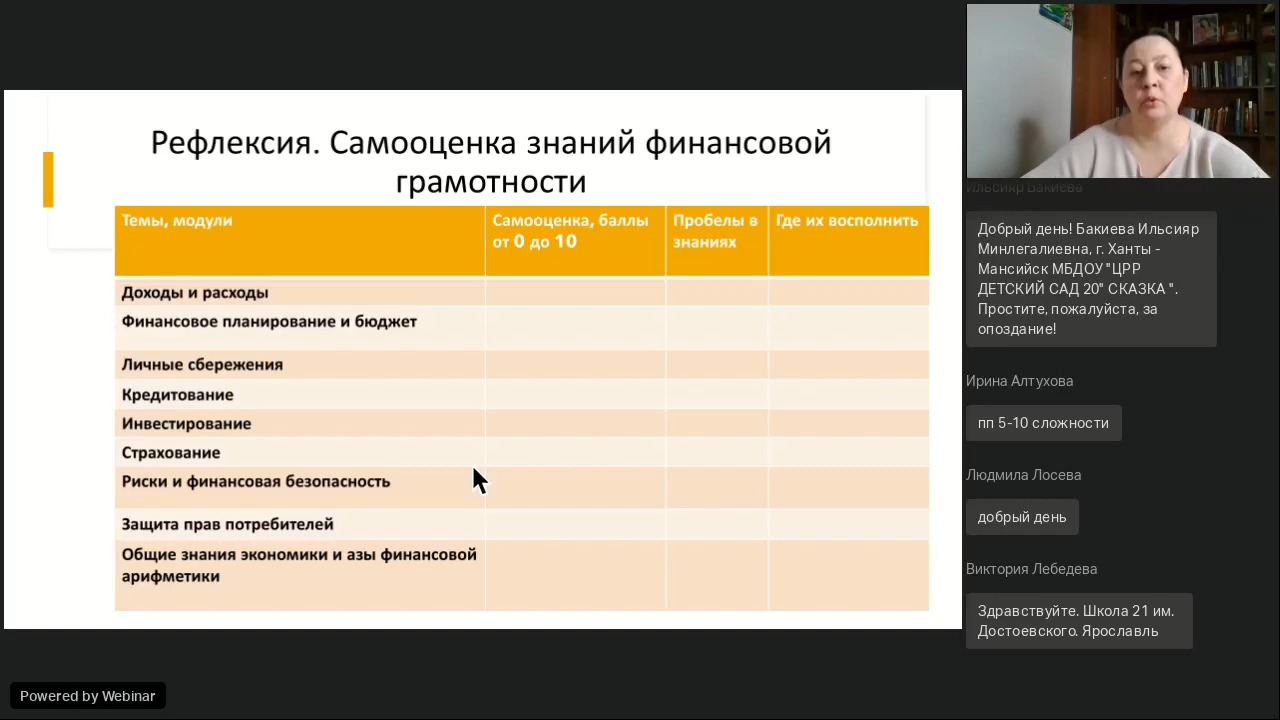 Рефлексия. Самооценка знаний финансовой
грамотности
Темы, модули
Самооценка, баллы
от 0 до 10
Пробелы в
знаниях
Где их восполнить
Доходы и расходы
Финансовое планирование и бюджет
Личные сбережения
Кредитование
Инвестирование
Страхование
Риски и финансовая безопасность
Защита прав потребителей
Общие знания экономики и азы финансовой
арифметики
Ильсияр Бакиева
Добрый день! Бакиева Ильсияр
Минлегалиевна, г. Ханты -
Мансийск МБДОУ "ЦРР
ДЕТСКИЙ САД 20" СКАЗКА ".
Простите, пожалуйста, за
опоздание!
Ирина Алтухова
пп 5-10 сложности
Людмила Лосева
добрый день
Виктория Лебедева
Здравствуйте. Школа 21 им.
Достоевского. Ярославль
Powered by Webinar